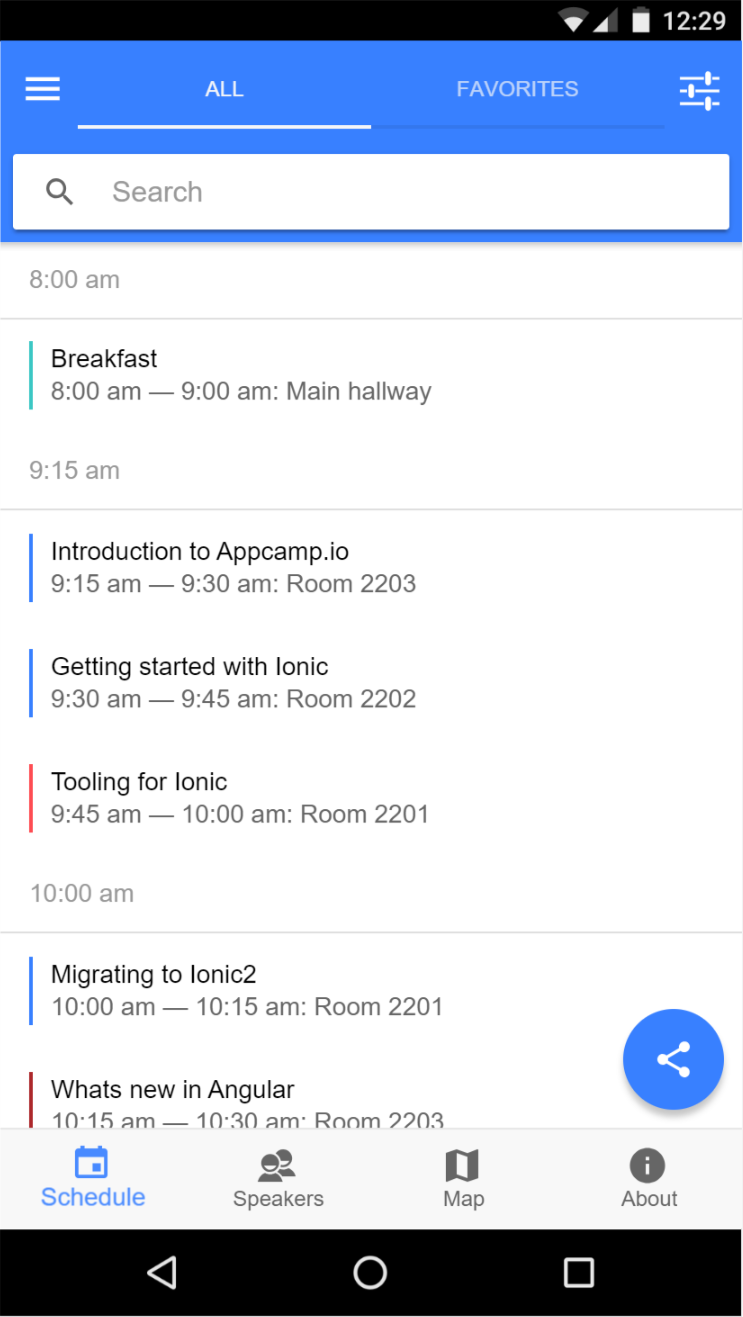 12:29
ALL FAVORITES
Search
8:00 am
Breakfast
8:00 am — 9:00 am: Main hallway
9:15 am
Introduction to Appcamp.io
9:15 am — 9:30 am: Room 2203
Getting started with Ionic
9:30 am — 9:45 am: Room 2202
Tooling for Ionic
9:45 am — 10:00 am: Room 2201
10:00 am
Migrating to Ionic2
10:00 am — 10:15 am: Room 2201
Whats new in Angular
10:15 am — 10:30 am: Room 2203
Schedule Speakers Map About